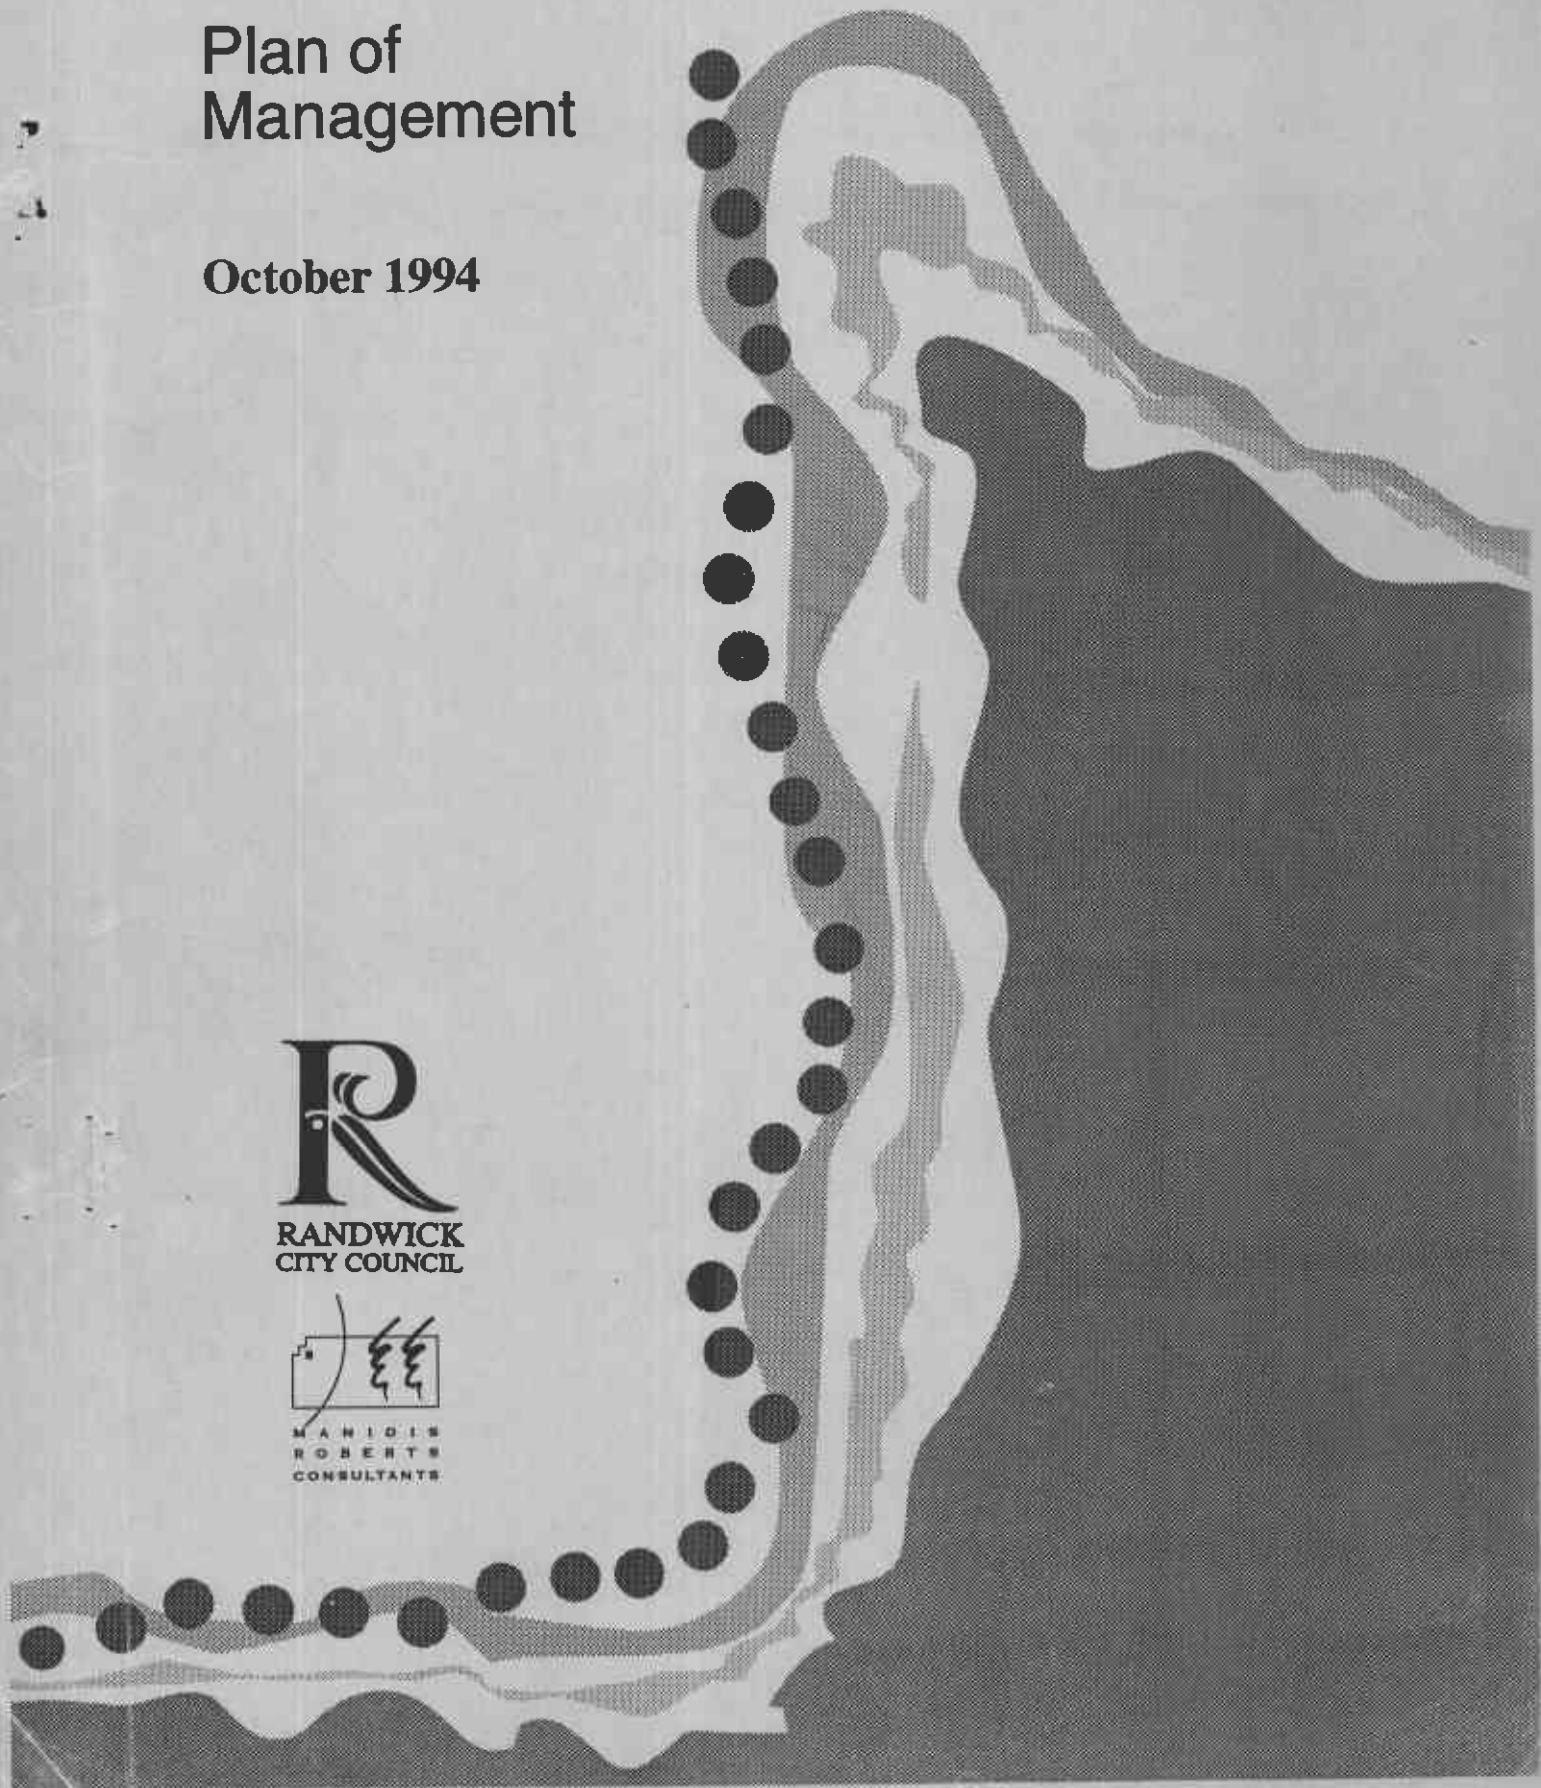 Plan of
Management
October 1994
RANDWICK
CITY COUNCIL
MANIDIS
ROBERTS
CONSULTANTS